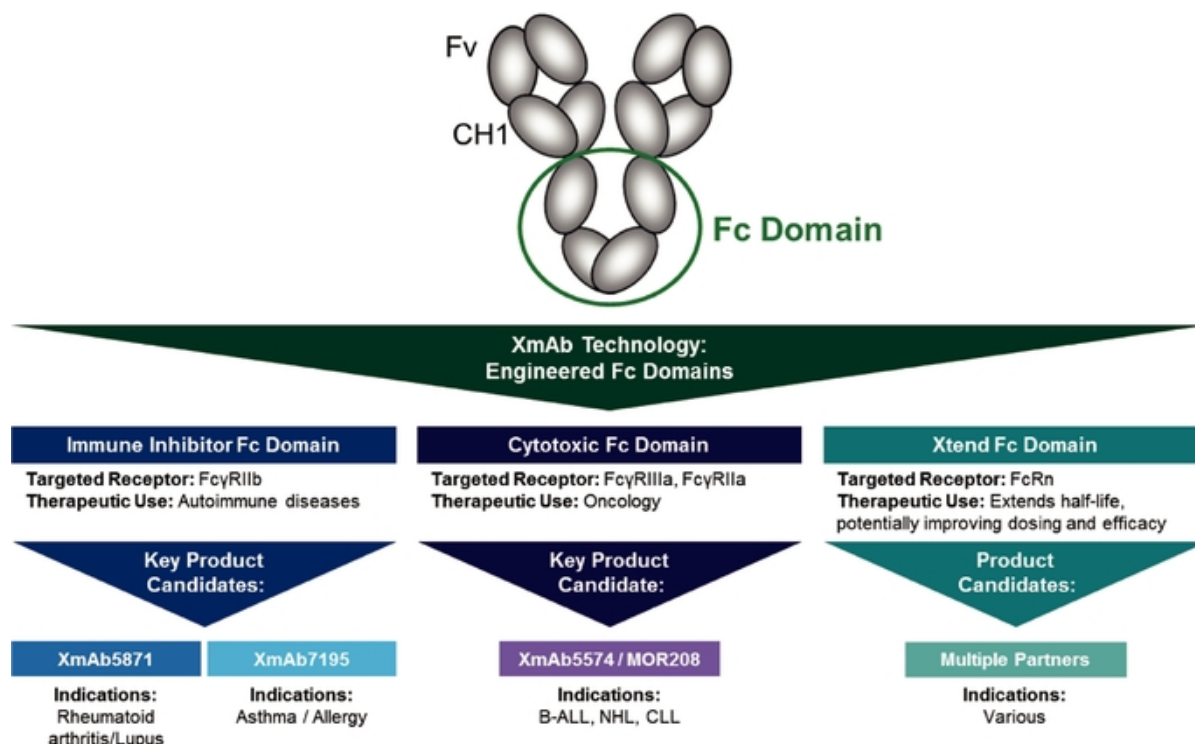 Fv
CH1
Fc Domain
XmAb Technology:
Engineered Fc Domains
Immune Inhibitor Fc Domain
Targeted Receptor: FcγRIIb
Therapeutic Use: Autoimmune diseases
Key Product
Candidates:
XmAb5871
Indications:
Rheumatoid
arthritis/Lupus
XmAb7195
Indications:
Asthma / Allergy
Cytotoxic Fc Domain
Targeted Receptor: FcγRIIIa, FcγRIIa
Therapeutic Use: Oncology
Key Product
Candidate:
XmAb5574 / MOR208
Indications:
B-ALL, NHL, CLL
Xtend Fc Domain
Targeted Receptor: FcRn
Therapeutic Use: Extends half-life,
potentially improving dosing and efficacy
Product
Candidates:
Multiple Partners
Indications:
Various